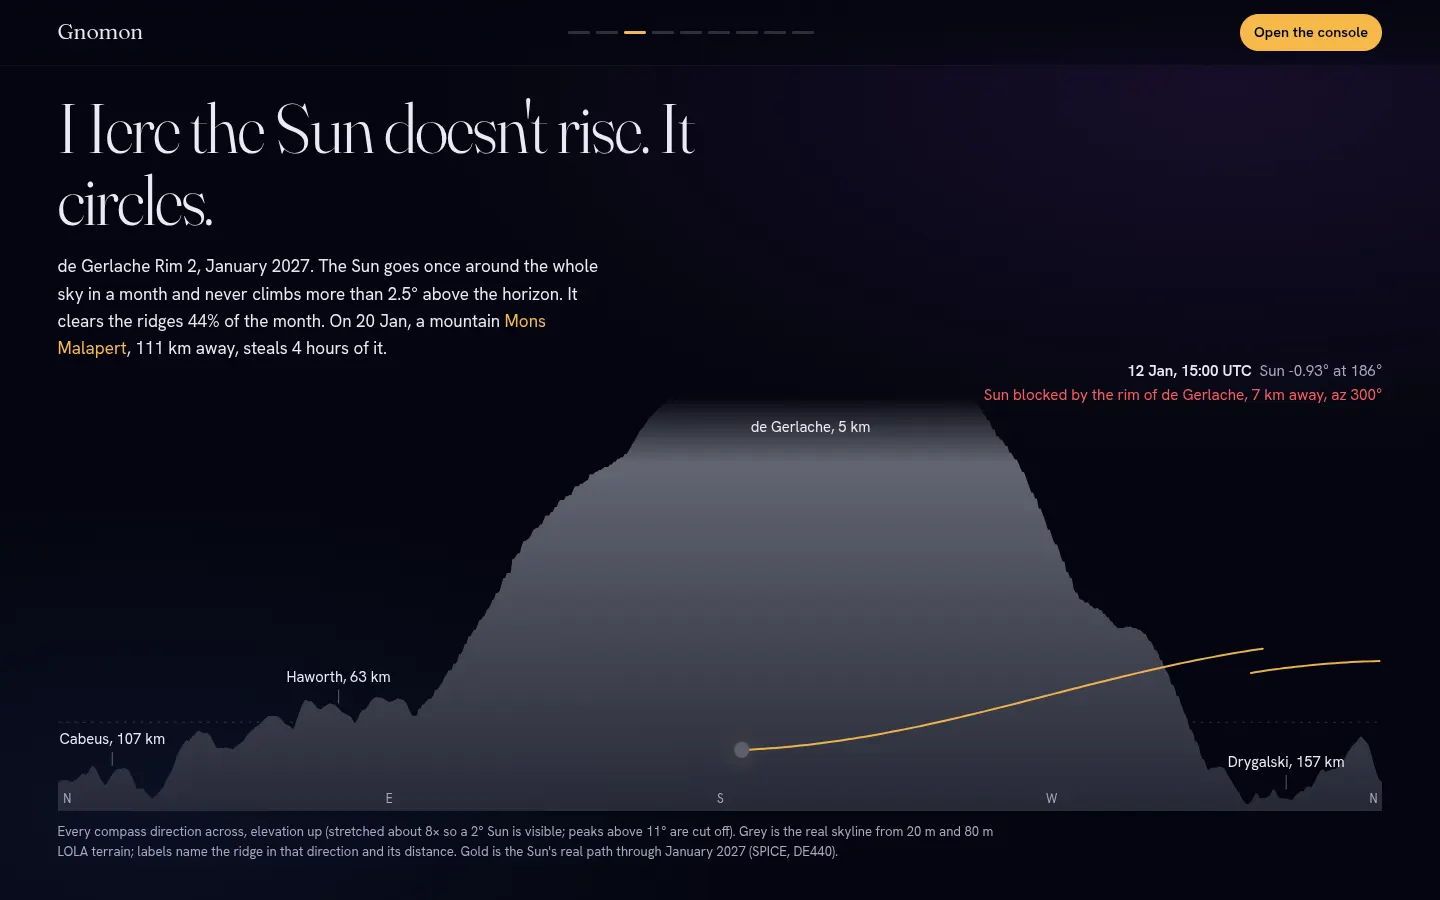 Gnomon
Open the console
Here the Sun doesn't rise. It
circles.
de Gerlache Rim 2, January 2027. The Sun goes once around the whole
sky in a month and never climbs more than 2.5° above the horizon. It
clears the ridges 44% of the month. On 20 Jan, a mountain Mons
Malapert, 111 km away, steals 4 hours of it.
12 Jan, 15:00 UTC Sun -0.93° at 186°
Sun blocked by the rim of de Gerlache, 7 km away, az 300°
de Gerlache, 5 km
Haworth, 63 km
Cabeus, 107 km
Drygalski, 157 km
N E S W N
Every compass direction across, elevation up (stretched about 8× so a 2° Sun is visible; peaks above 11° are cut off). Grey is the real skyline from 20 m and 80 m
LOLA terrain; labels name the ridge in that direction and its distance. Gold is the Sun's real path through January 2027 (SPICE, DE440).